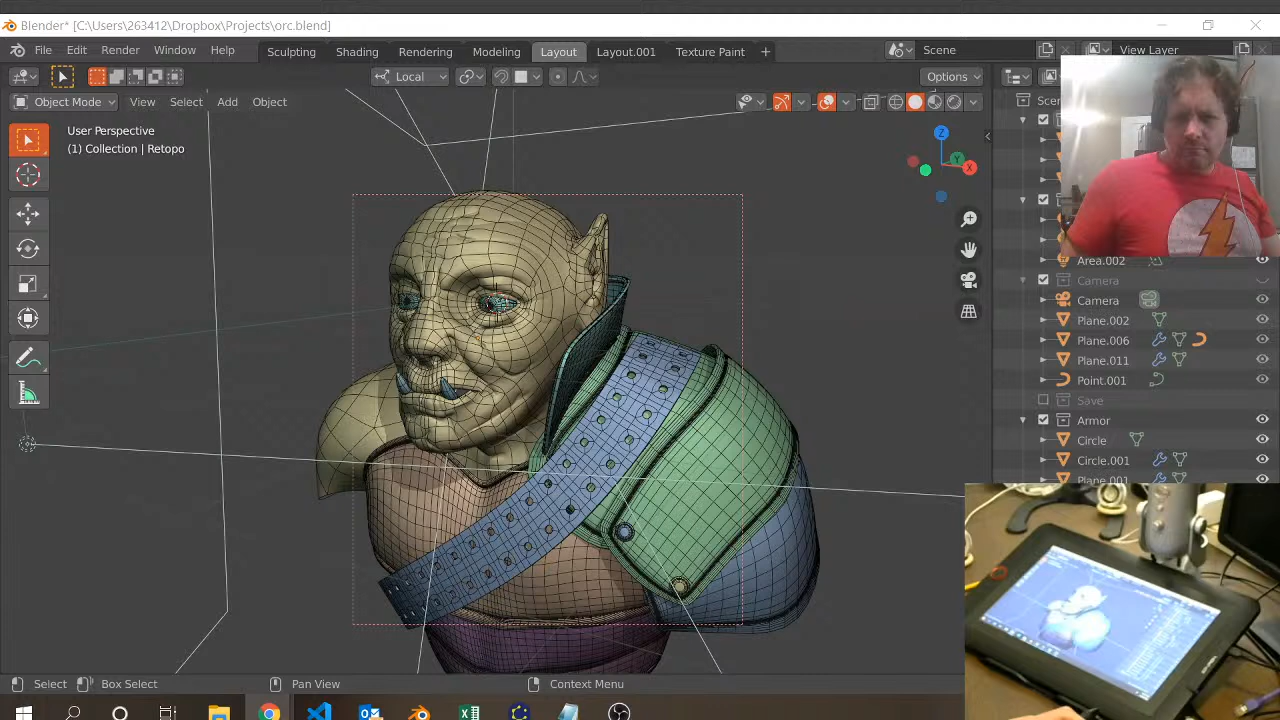 Blender* [C:\Users\263412\Dropbox\Projects\orc.blend]
File Edit Render Window Help Sculpting Shading Rendering Modeling Layout Layout.001 Texture Paint + Scene View Layer
Local Options
Object Mode View Select Add Object
User Perspective
(1) Collection | Retopo
Z
Y
X
Area.002
Camera
Camera
Plane.002
Plane.006
Plane.011
Point.001
Save
Armor
Circle
Circle.001
Plane.001
Select Box Select Pan View Context Menu